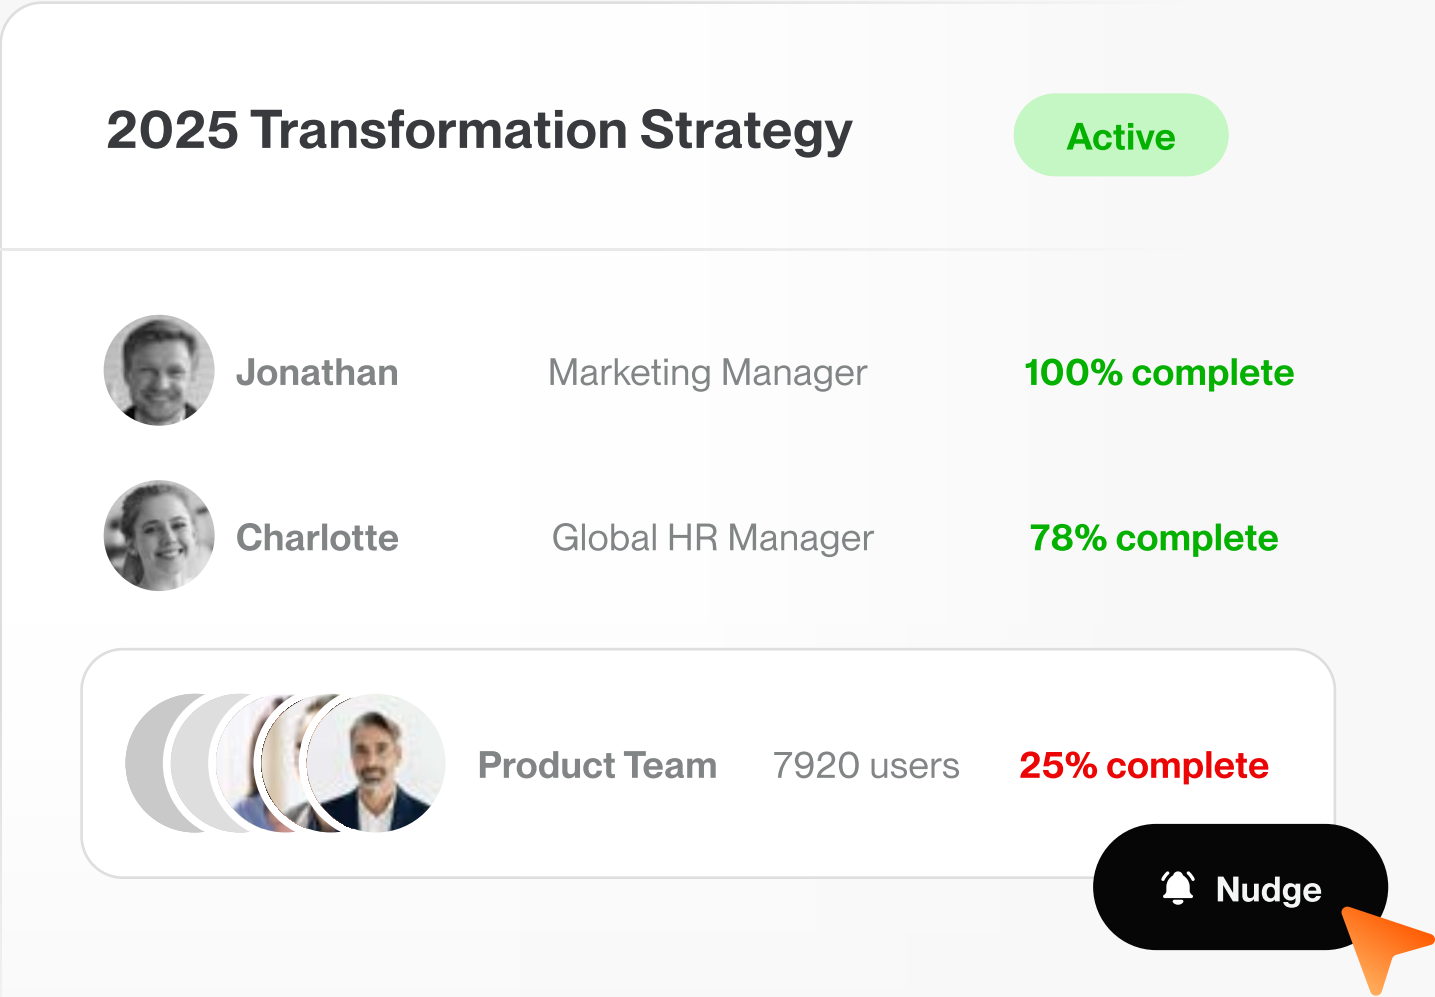 2025 Transformation Strategy
Active
Jonathan
Marketing Manager
100% complete
Charlotte
Global HR Manager
78% complete
Product Team
7920 users
25% complete
Nudge